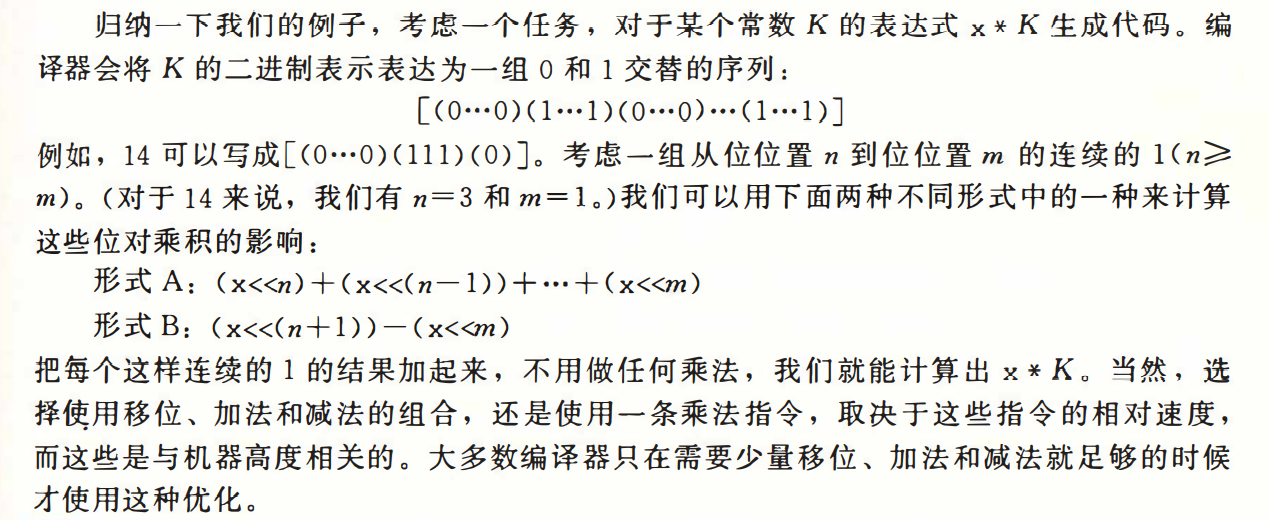 归纳一下我们的例子，考虑一个任务，对于某个常数 K 的表达式 x * K 生成代码。编
译器会将 K 的二进制表示表达为一组 0 和 1 交替的序列：
[(0…0)(1…1)(0…0)…(1…1)]
例如，14 可以写成[(0…0)(111)(0)]。考虑一组从位位置 n 到位位置 m 的连续的 1(n⩾
m)。(对于 14 来说，我们有 n=3 和 m=1。)我们可以用下面两种不同形式中的一种来计算
这些位对乘积的影响：
形式 A：(x<<n)+(x<<(n−1))+…+(x<<m)
形式 B：(x<<(n+1))−(x<<m)
把每个这样连续的 1 的结果加起来，不用做任何乘法，我们就能计算出 x * K。当然，选
择使用移位、加法和减法的组合，还是使用一条乘法指令，取决于这些指令的相对速度，
而这些是与机器高度相关的。大多数编译器只在需要少量移位、加法和减法就足够的时候
才使用这种优化。